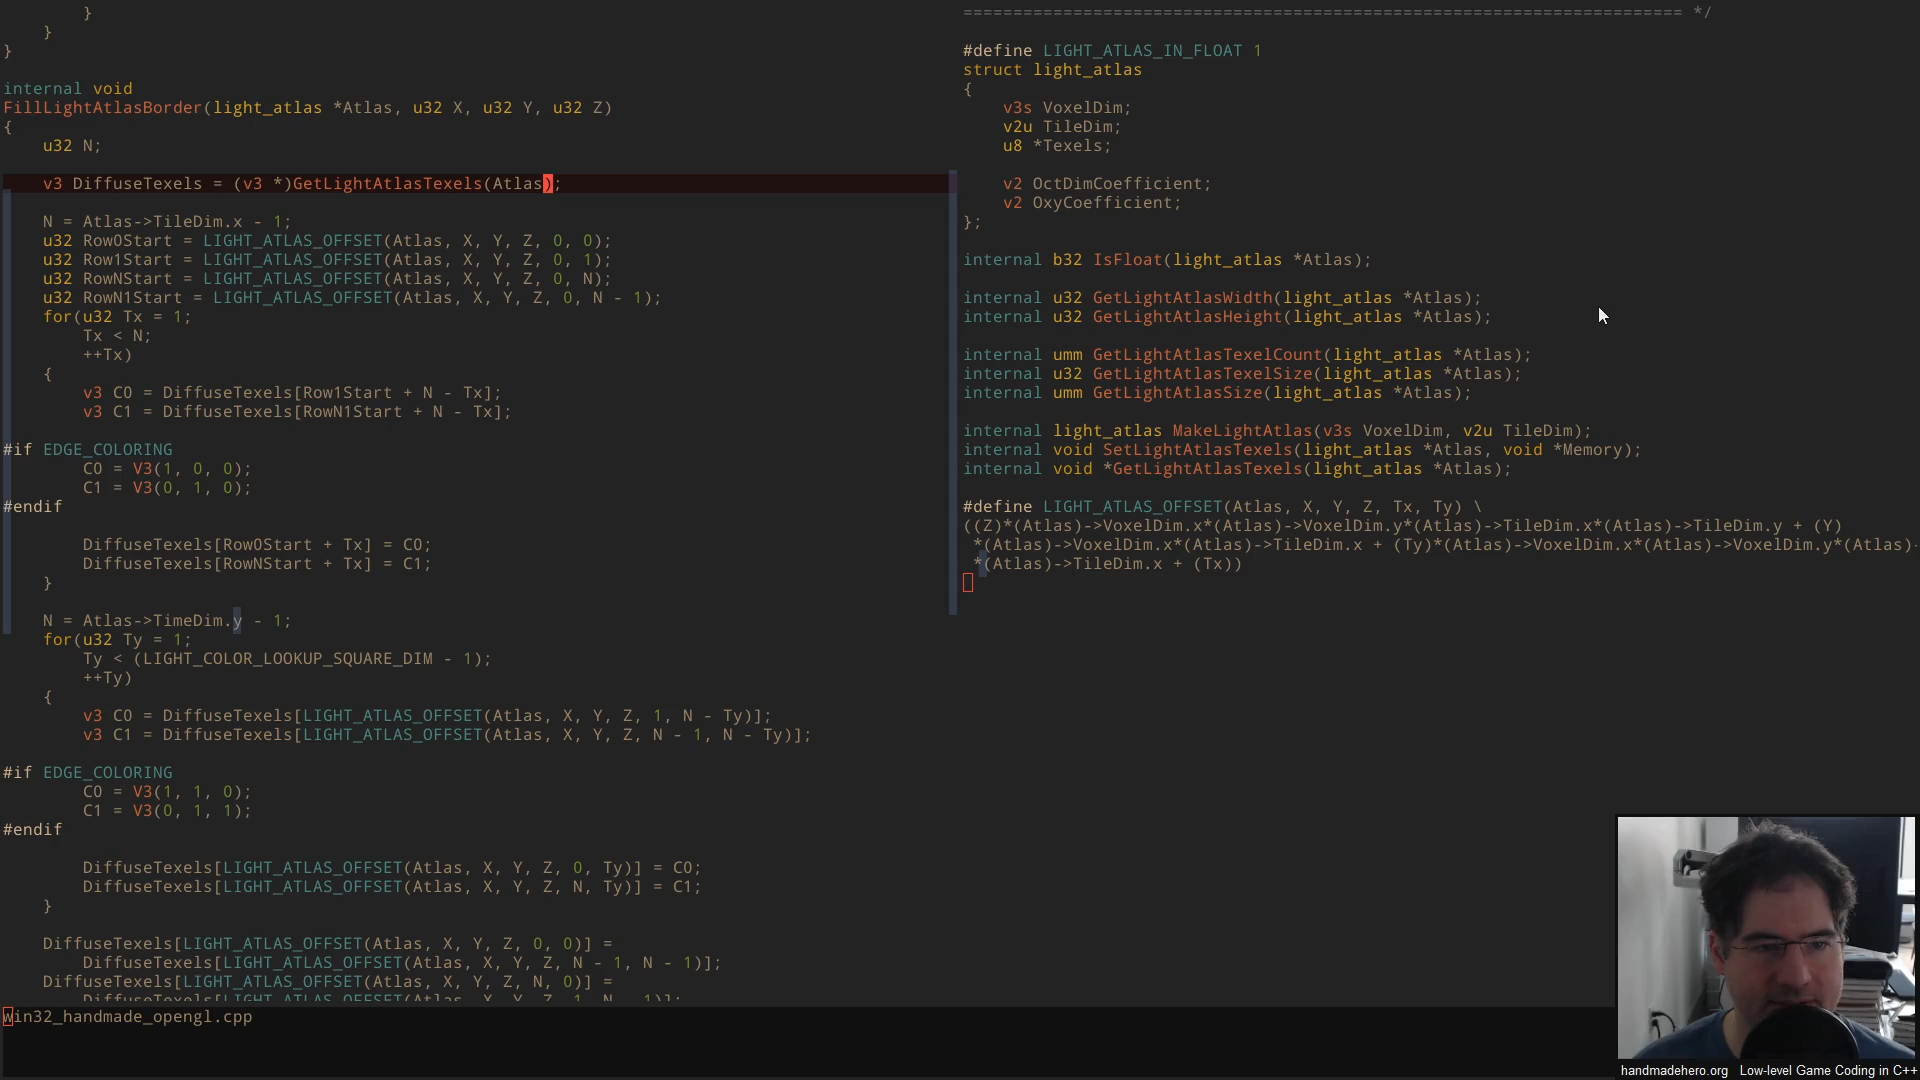 }
    }
}

internal void
FillLightAtlasBorder(light_atlas *Atlas, u32 X, u32 Y, u32 Z)
{
    u32 N;

    v3 DiffuseTexels = (v3 *)GetLightAtlasTexels(Atlas);

    N = Atlas->TileDim.x - 1;
    u32 Row0Start = LIGHT_ATLAS_OFFSET(Atlas, X, Y, Z, 0, 0);
    u32 Row1Start = LIGHT_ATLAS_OFFSET(Atlas, X, Y, Z, 0, 1);
    u32 RowNStart = LIGHT_ATLAS_OFFSET(Atlas, X, Y, Z, 0, N);
    u32 RowN1Start = LIGHT_ATLAS_OFFSET(Atlas, X, Y, Z, 0, N - 1);
    for(u32 Tx = 1;
        Tx < N;
        ++Tx)
    {
        v3 C0 = DiffuseTexels[Row1Start + N - Tx];
        v3 C1 = DiffuseTexels[RowN1Start + N - Tx];

#if EDGE_COLORING
        C0 = V3(1, 0, 0);
        C1 = V3(0, 1, 0);
#endif

        DiffuseTexels[Row0Start + Tx] = C0;
        DiffuseTexels[RowNStart + Tx] = C1;
    }

    N = Atlas->TimeDim.y - 1;
    for(u32 Ty = 1;
        Ty < (LIGHT_COLOR_LOOKUP_SQUARE_DIM - 1);
        ++Ty)
    {
        v3 C0 = DiffuseTexels[LIGHT_ATLAS_OFFSET(Atlas, X, Y, Z, 1, N - Ty)];
        v3 C1 = DiffuseTexels[LIGHT_ATLAS_OFFSET(Atlas, X, Y, Z, N - 1, N - Ty)];

#if EDGE_COLORING
        C0 = V3(1, 1, 0);
        C1 = V3(0, 1, 1);
#endif

        DiffuseTexels[LIGHT_ATLAS_OFFSET(Atlas, X, Y, Z, 0, Ty)] = C0;
        DiffuseTexels[LIGHT_ATLAS_OFFSET(Atlas, X, Y, Z, N, Ty)] = C1;
    }

    DiffuseTexels[LIGHT_ATLAS_OFFSET(Atlas, X, Y, Z, 0, 0)] =
        DiffuseTexels[LIGHT_ATLAS_OFFSET(Atlas, X, Y, Z, N - 1, N - 1)];
    DiffuseTexels[LIGHT_ATLAS_OFFSET(Atlas, X, Y, Z, N, 0)] =
        DiffuseTexels[LIGHT_ATLAS_OFFSET(Atlas, X, Y, Z, 1, N - 1)];
win32_handmade_opengl.cpp
======================================================================== */

#define LIGHT_ATLAS_IN_FLOAT 1
struct light_atlas
{
    v3s VoxelDim;
    v2u TileDim;
    u8 *Texels;

    v2 OctDimCoefficient;
    v2 OxyCoefficient;
};

internal b32 IsFloat(light_atlas *Atlas);

internal u32 GetLightAtlasWidth(light_atlas *Atlas);
internal u32 GetLightAtlasHeight(light_atlas *Atlas);

internal umm GetLightAtlasTexelCount(light_atlas *Atlas);
internal u32 GetLightAtlasTexelSize(light_atlas *Atlas);
internal umm GetLightAtlasSize(light_atlas *Atlas);

internal light_atlas MakeLightAtlas(v3s VoxelDim, v2u TileDim);
internal void SetLightAtlasTexels(light_atlas *Atlas, void *Memory);
internal void *GetLightAtlasTexels(light_atlas *Atlas);

#define LIGHT_ATLAS_OFFSET(Atlas, X, Y, Z, Tx, Ty) \
((Z)*(Atlas)->VoxelDim.x*(Atlas)->VoxelDim.y*(Atlas)->TileDim.x*(Atlas)->TileDim.y + (Y)
 *(Atlas)->VoxelDim.x*(Atlas)->TileDim.x + (Ty)*(Atlas)->VoxelDim.x*(Atlas)->VoxelDim.y*(Atlas)-
 *(Atlas)->TileDim.x + (Tx))
handmadehero.org Low-level Game Coding in C++